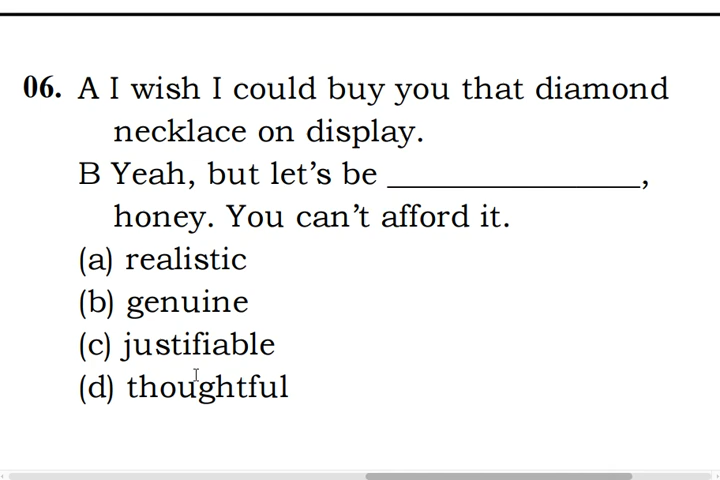 06. A I wish I could buy you that diamond
necklace on display.
B Yeah, but let’s be ________________,
honey. You can’t afford it.
(a) realistic
(b) genuine
(c) justifiable
(d) thoughtful